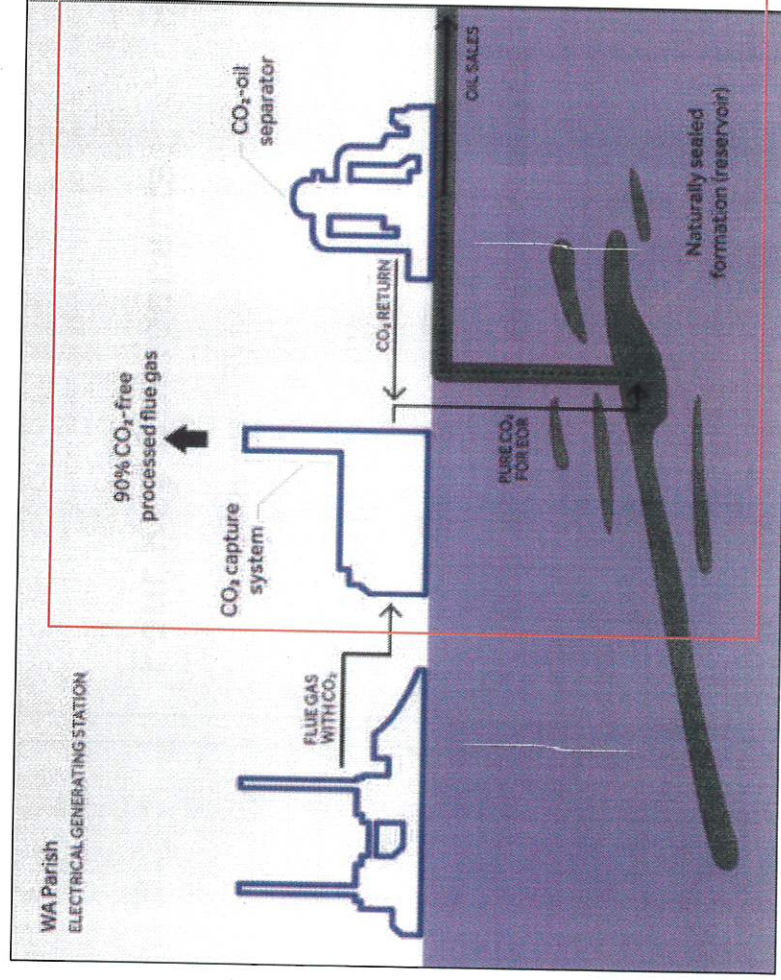 WA Parish
ELECTRICAL GENERATING STATION
FLUE GAS
WITH CO₂
90% CO₂-free
processed flue gas
CO₂ capture
system
CO₂-oil
separator
CO₂ RETURN
PURE CO₂
FOR EOR
OIL SALES
Naturally sealed
formation (reservoir)